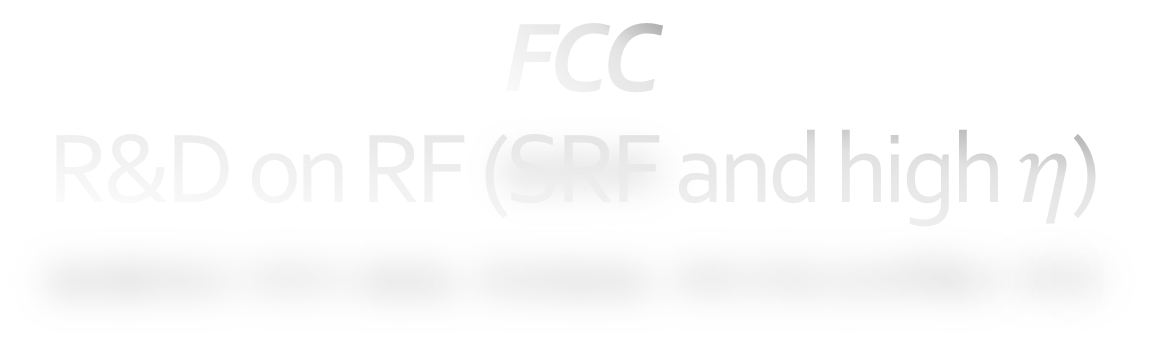 FCC
R&D on RF (SRF and high η)